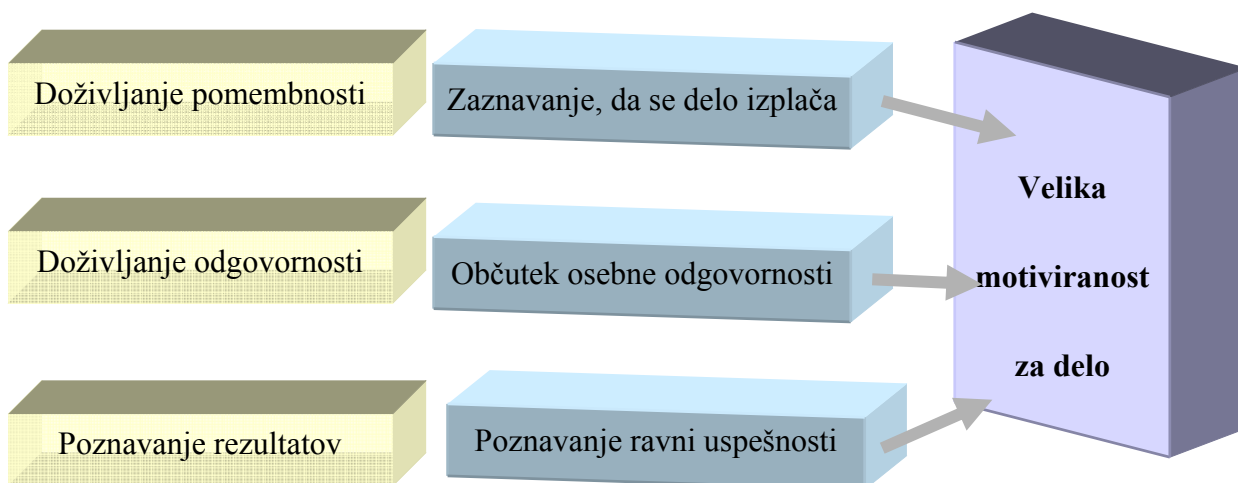 Doživljanje pomembnosti
Zaznavanje, da se delo izplača
Doživljanje odgovornosti
Občutek osebne odgovornosti
Poznavanje rezultatov
Poznavanje ravni uspešnosti
Velika
motiviranost
za delo